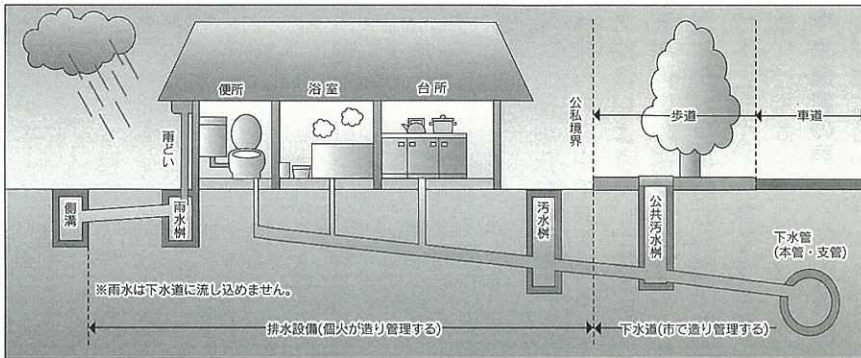 便所
浴室
台所
雨どい
公私境界
歩道
車道
側溝
雨水桝
汚水桝
公共汚水桝
下水管
(本管・支管)
※雨水は下水道に流し込めません。
排水設備(個人が造り管理する)
下水道(市で造り管理する)